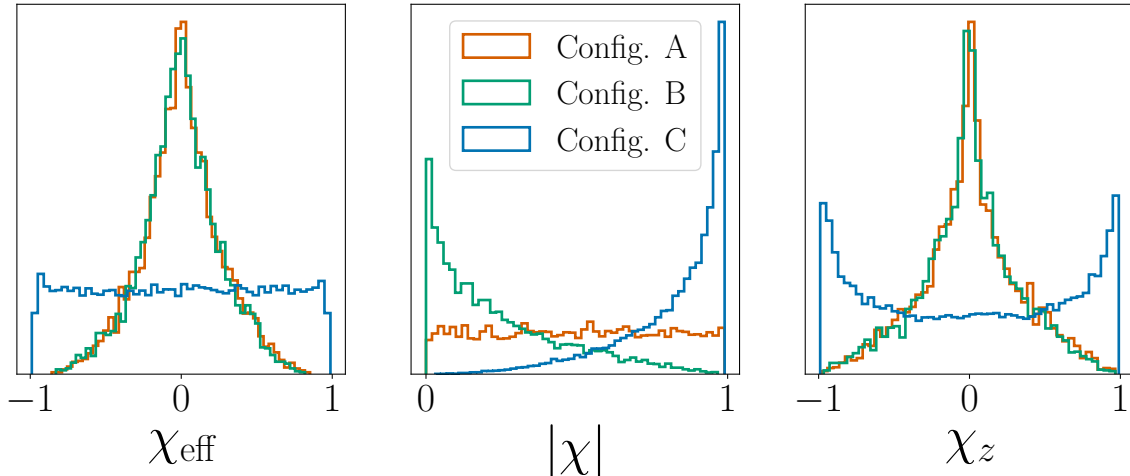 Config. A
Config. B
Config. C
−1 0 1
0 1
−1 0 1
χeff
|χ|
χz